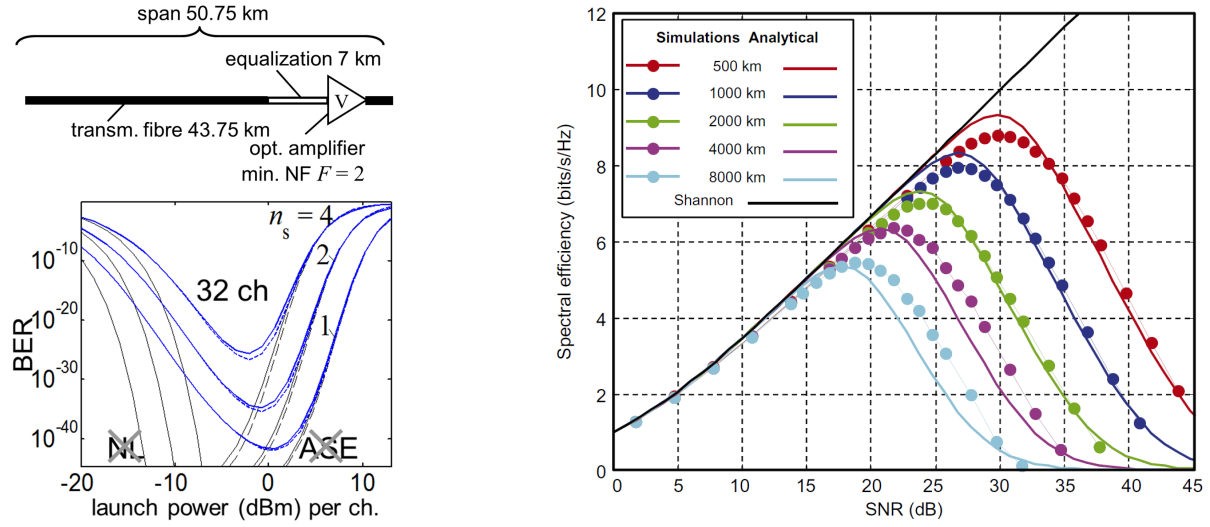 span 50.75 km
equalization 7 km
V
transm. fibre 43.75 km
opt. amplifier
min. NF F = 2
BER
10⁻¹⁰
10⁻²⁰
10⁻³⁰
10⁻⁴⁰
nₛ = 4
32 ch
2
1
NL
ASE
-20 -10 0 10
launch power (dBm) per ch.
Spectral efficiency (bits/s/Hz)
12
10
8
6
4
2
0
Simulations Analytical
500 km
1000 km
2000 km
4000 km
8000 km
Shannon
0 5 10 15 20 25 30 35 40 45
SNR (dB)